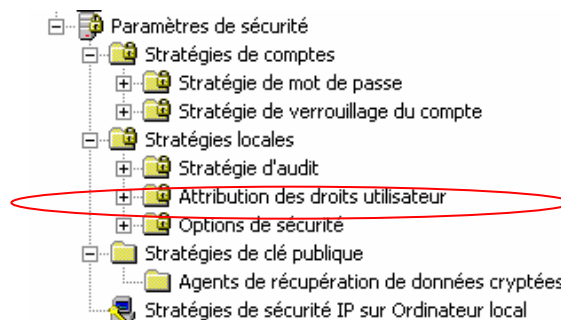 Paramètres de sécurité
Stratégies de comptes
Stratégie de mot de passe
Stratégie de verrouillage du compte
Stratégies locales
Stratégie d'audit
Attribution des droits utilisateur
Options de sécurité
Stratégies de clé publique
Agents de récupération de données cryptées
Stratégies de sécurité IP sur Ordinateur local